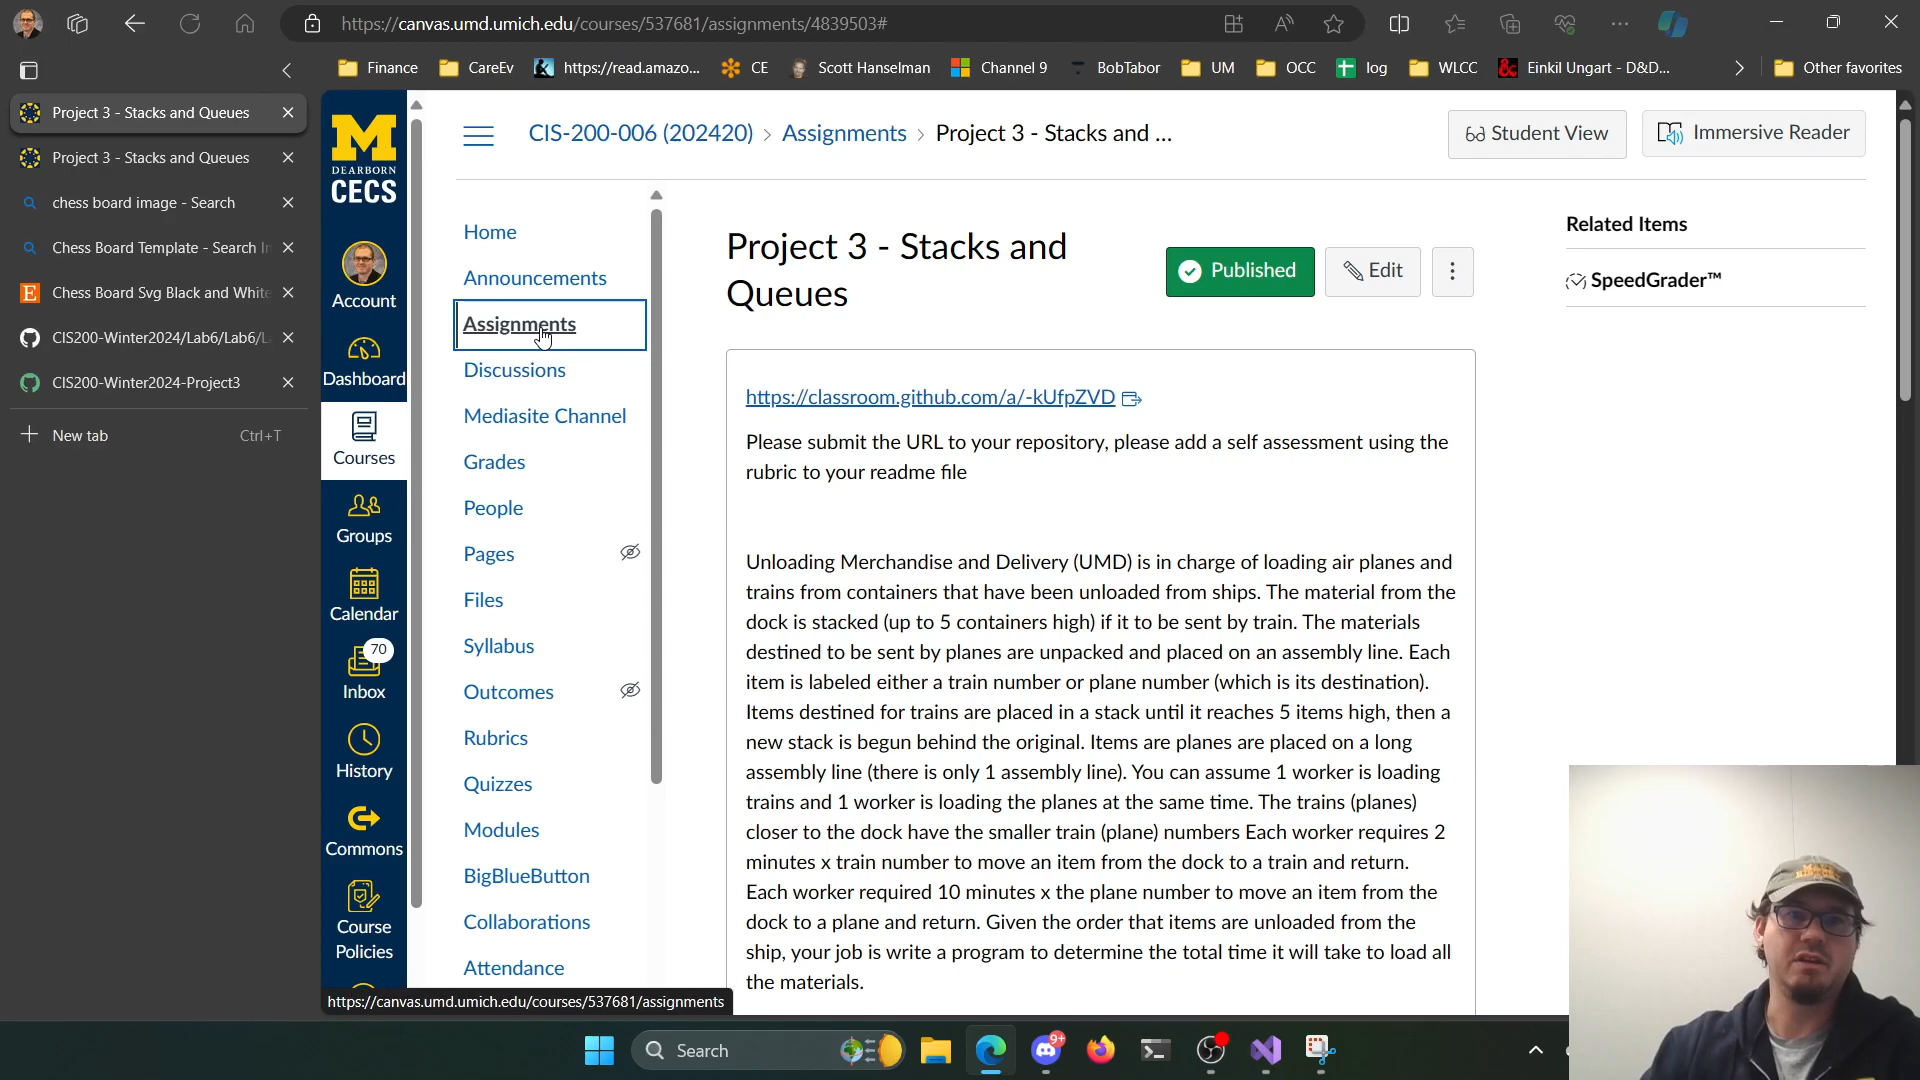 https://canvas.umd.umich.edu/courses/537681/assignments/4839503#
Finance
CareEv
https://read.amazo...
CE
Scott Hanselman
Channel 9
BobTabor
UM
OCC
log
WLCC
Einkil Ungart - D&D...
Other favorites
Project 3 - Stacks and Queues
Project 3 - Stacks and Queues
chess board image - Search
Chess Board Template - Search In
Chess Board Svg Black and White
CIS200-Winter2024/Lab6/Lab6/L
CIS200-Winter2024-Project3
New tab Ctrl+T
M
DEARBORN
CECS
Account
Dashboard
Courses
Groups
Calendar
70
Inbox
History
Commons
Course
Policies
CIS-200-006 (202420) > Assignments > Project 3 - Stacks and ...
Student View
Immersive Reader
Home
Announcements
Assignments
Discussions
Mediasite Channel
Grades
People
Pages
Files
Syllabus
Outcomes
Rubrics
Quizzes
Modules
BigBlueButton
Collaborations
Attendance
https://canvas.umd.umich.edu/courses/537681/assignments
Project 3 - Stacks and
Queues
Published
Edit
Related Items
SpeedGrader™
https://classroom.github.com/a/-kUfpZVD
Please submit the URL to your repository, please add a self assessment using the
rubric to your readme file
Unloading Merchandise and Delivery (UMD) is in charge of loading air planes and
trains from containers that have been unloaded from ships. The material from the
dock is stacked (up to 5 containers high) if it to be sent by train. The materials
destined to be sent by planes are unpacked and placed on an assembly line. Each
item is labeled either a train number or plane number (which is its destination).
Items destined for trains are placed in a stack until it reaches 5 items high, then a
new stack is begun behind the original. Items are planes are placed on a long
assembly line (there is only 1 assembly line). You can assume 1 worker is loading
trains and 1 worker is loading the planes at the same time. The trains (planes)
closer to the dock have the smaller train (plane) numbers Each worker requires 2
minutes x train number to move an item from the dock to a train and return.
Each worker required 10 minutes x the plane number to move an item from the
dock to a plane and return. Given the order that items are unloaded from the
ship, your job is write a program to determine the total time it will take to load all
the materials.
Search
9+